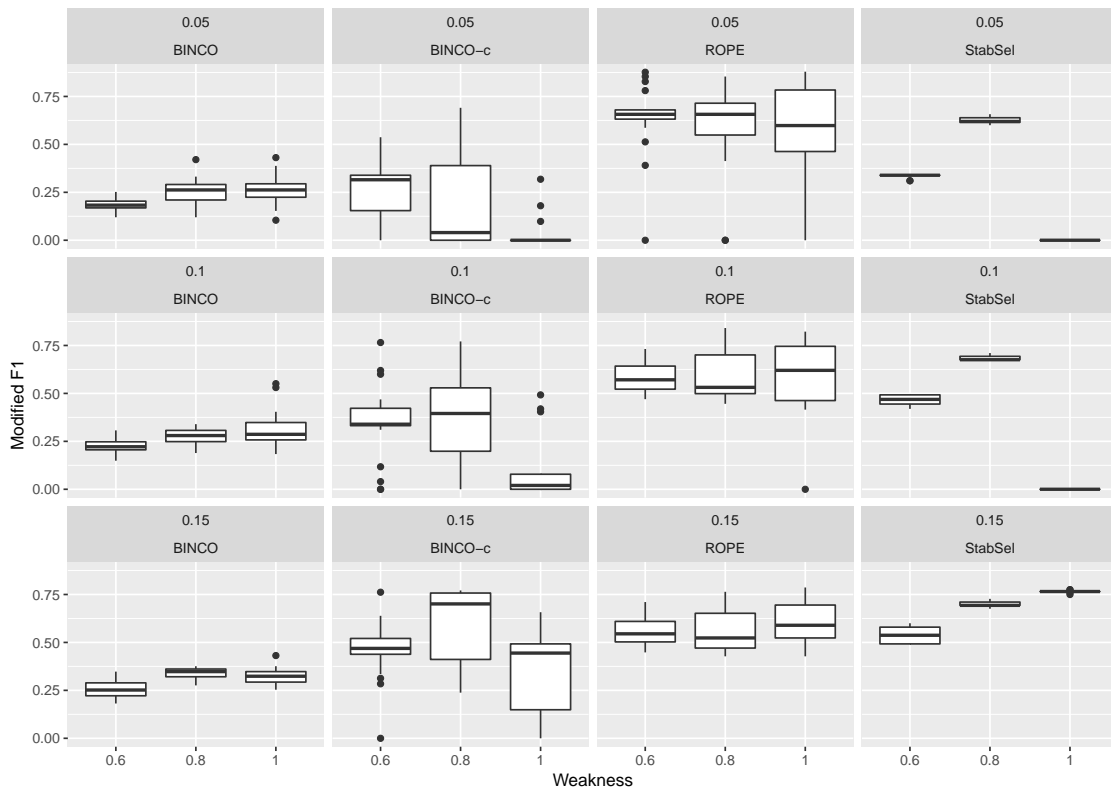 0.05 0.05 0.05 0.05
BINCO BINCO−c ROPE StabSel
0.75
0.50
0.25
0.00
0.1 0.1 0.1 0.1
BINCO BINCO−c ROPE StabSel
0.75
0.50
0.25
0.00
Modified F1
0.15 0.15 0.15 0.15
BINCO BINCO−c ROPE StabSel
0.75
0.50
0.25
0.00
0.6 0.8 1 0.6 0.8 1 0.6 0.8 1 0.6 0.8 1
Weakness